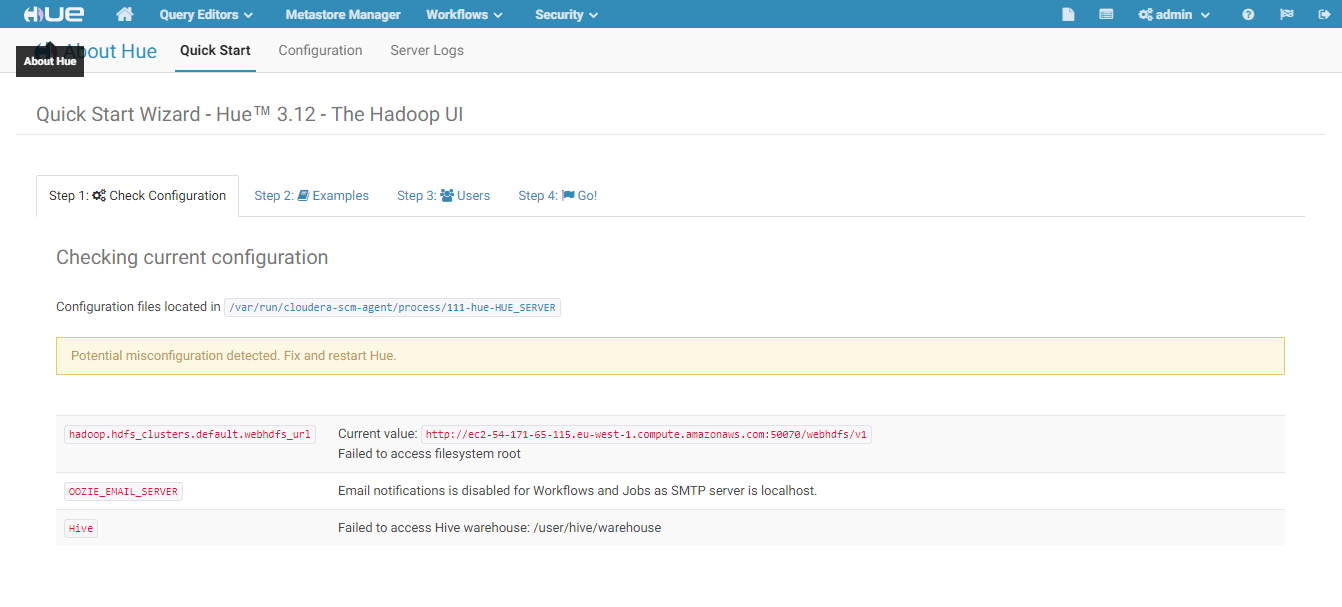 HUE Query Editors Metastore Manager Workflows Security admin
About Hue Quick Start Configuration Server Logs
About Hue
Quick Start Wizard - Hue™ 3.12 - The Hadoop UI
Step 1: Check Configuration Step 2: Examples Step 3: Users Step 4: Go!
Checking current configuration
Configuration files located in /var/run/cloudera-scm-agent/process/111-hue-HUE_SERVER
Potential misconfiguration detected. Fix and restart Hue.
hadoop.hdfs_clusters.default.webhdfs_url Current value: http://ec2-54-171-65-115.eu-west-1.compute.amazonaws.com:50070/webhdfs/v1
Failed to access filesystem root
OOZIE_EMAIL_SERVER Email notifications is disabled for Workflows and Jobs as SMTP server is localhost.
Hive Failed to access Hive warehouse: /user/hive/warehouse